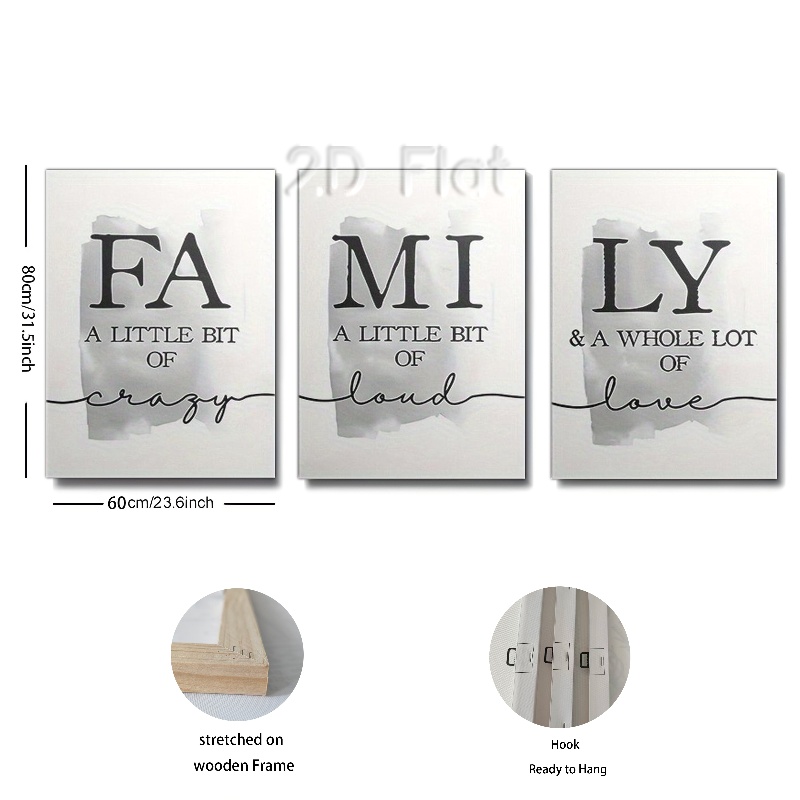 2D Flat
FA
A LITTLE BIT
OF
crazy
MI
A LITTLE BIT
OF
loud
LY
& A WHOLE LOT
OF
love
80cm/31.5inch
60cm/23.6inch
stretched on
wooden Frame
Hook
Ready to Hang